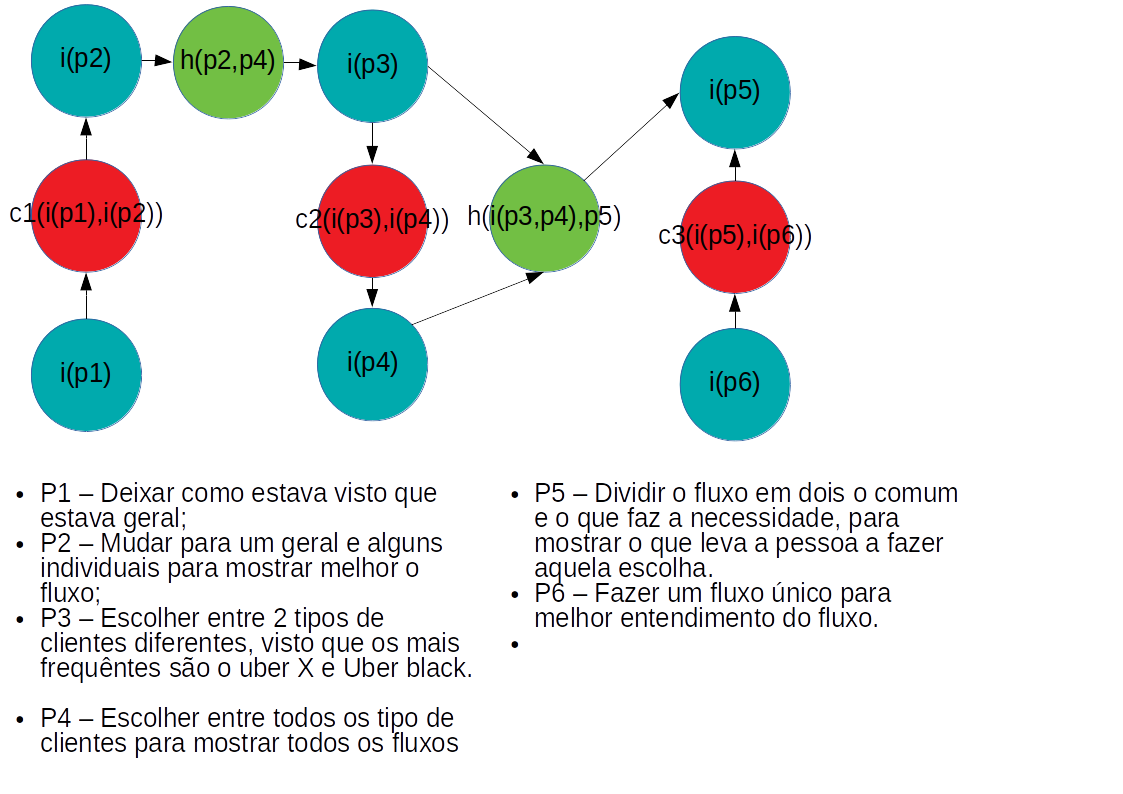 i(p2)
h(p2,p4)
i(p3)
i(p5)
c1(i(p1),i(p2))
c2(i(p3),i(p4))
h(i(p3,p4),p5)
c3(i(p5),i(p6))
i(p1)
i(p4)
i(p6)
• P1 – Deixar como estava visto que
estava geral;
• P2 – Mudar para um geral e alguns
individuais para mostrar melhor o
fluxo;
• P3 – Escolher entre 2 tipos de
clientes diferentes, visto que os mais
frequêntes são o uber X e Uber black.
• P4 – Escolher entre todos os tipo de
clientes para mostrar todos os fluxos
• P5 – Dividir o fluxo em dois o comum
e o que faz a necessidade, para
mostrar o que leva a pessoa a fazer
aquela escolha.
• P6 – Fazer um fluxo único para
melhor entendimento do fluxo.
•